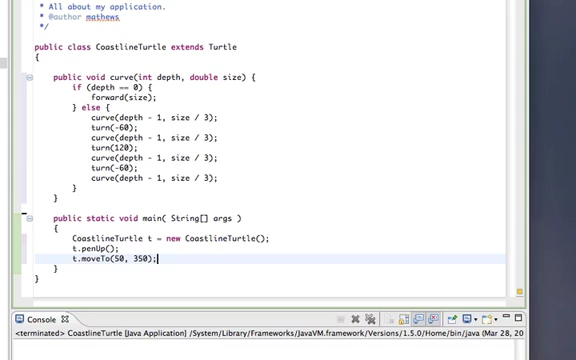 * All about my application.
* @author mathews
*/
public class CoastlineTurtle extends Turtle
{
public void curve(int depth, double size) {
if (depth == 0) {
forward(size);
} else {
curve(depth - 1, size / 3);
turn(-60);
curve(depth - 1, size / 3);
turn(120);
curve(depth - 1, size / 3);
turn(-60);
curve(depth - 1, size / 3);
}
}
public static void main( String[] args )
{
CoastlineTurtle t = new CoastlineTurtle();
t.penUp();
t.moveTo(50, 350);
}
}
Console
<terminated> CoastlineTurtle [Java Application] /System/Library/Frameworks/JavaVM.framework/Versions/1.5.0/Home/bin/java (Mar 28, 20